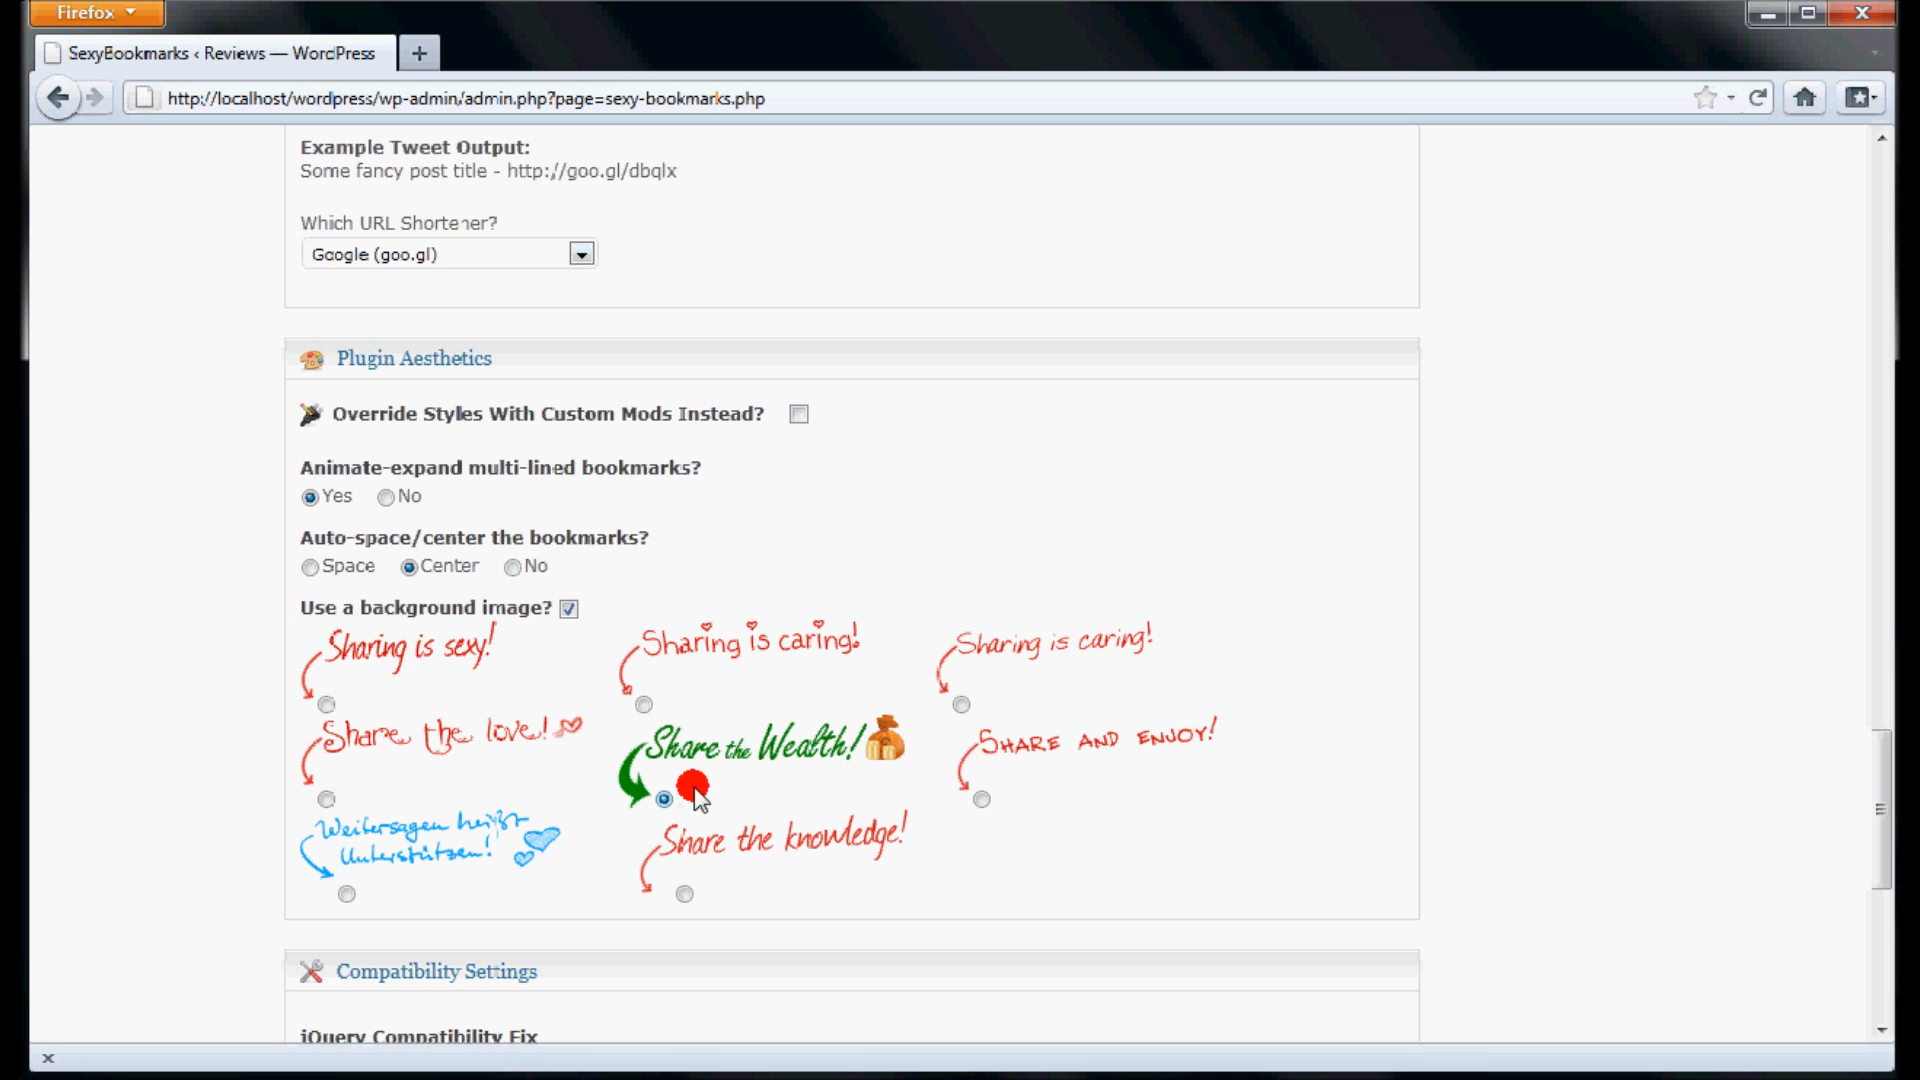 Firefox
SexyBookmarks ‹ Reviews — WordPress
http://localhost/wordpress/wp-admin/admin.php?page=sexy-bookmarks.php
Example Tweet Output:
Some fancy post title - http://goo.gl/dbqlx
Which URL Shortener?
Google (goo.gl)
Plugin Aesthetics
Override Styles With Custom Mods Instead?
Animate-expand multi-lined bookmarks?
Yes No
Auto-space/center the bookmarks?
Space Center No
Use a background image?
Sharing is sexy!
Sharing is caring!
Sharing is caring!
Share the love!
Share the Wealth!
SHARE AND ENJOY!
Weitersagen heißt
Unterstützen!
Share the knowledge!
Compatibility Settings
jQuery Compatibility Fix